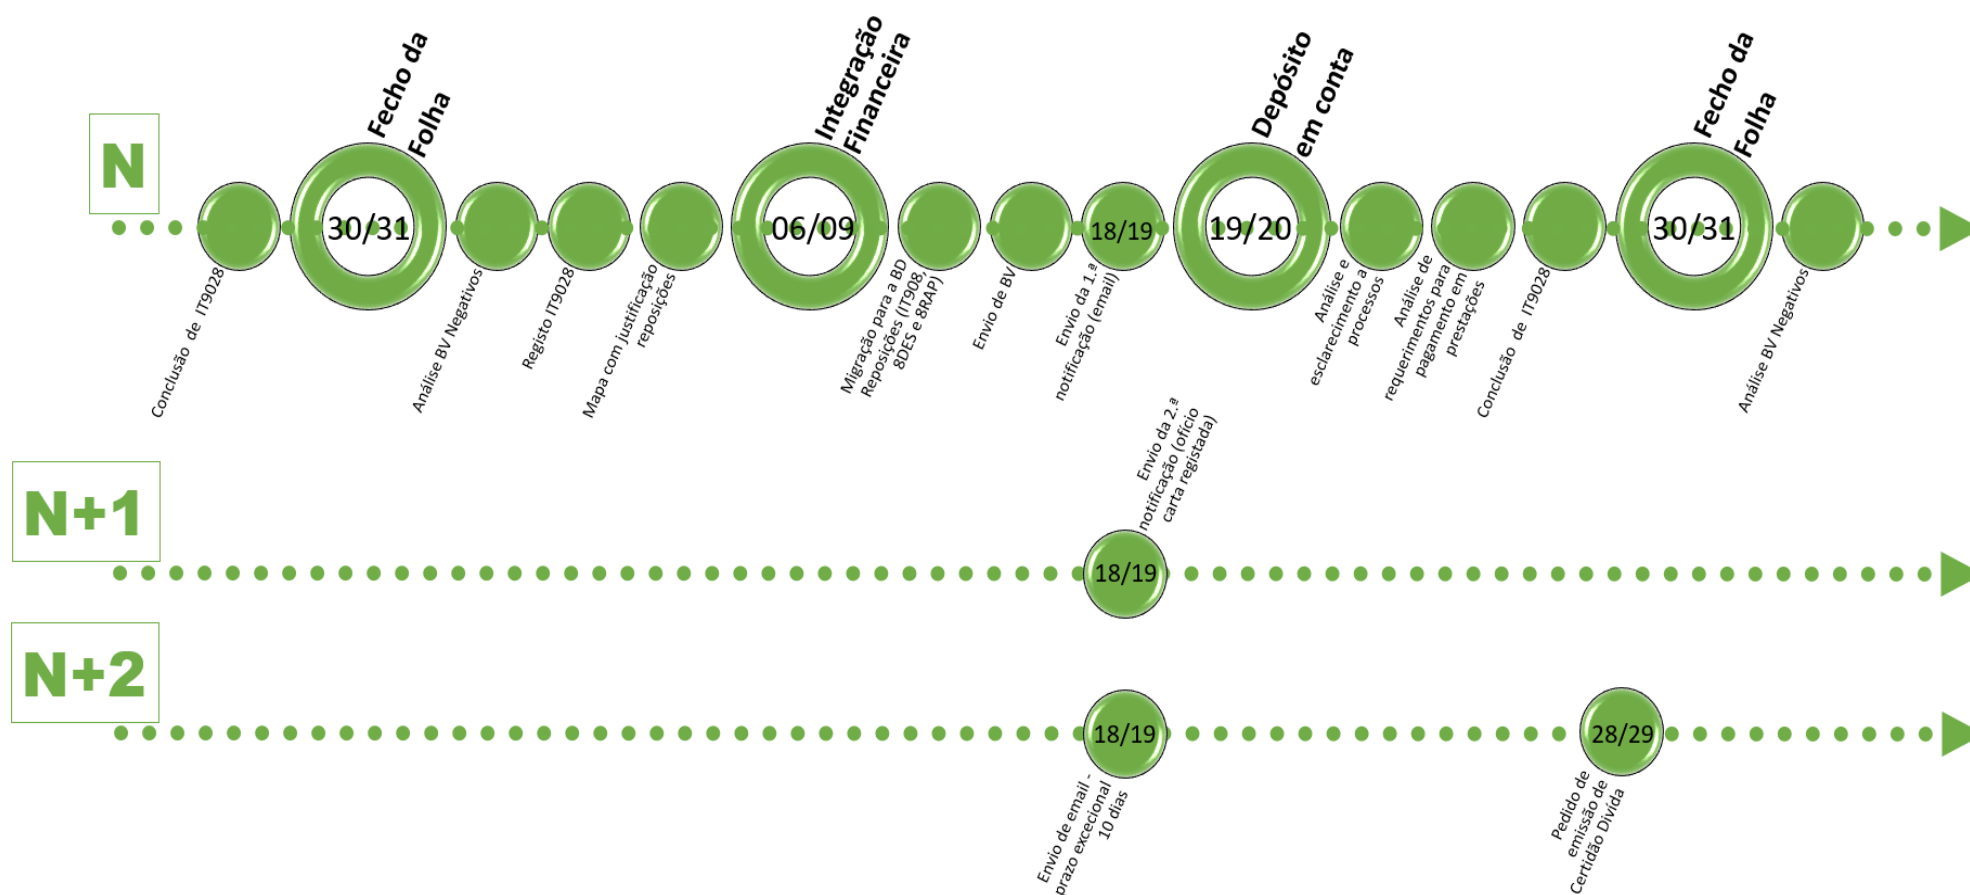 Fecho da
Folha
Integração
Financeira
Depósito
em conta
Fecho da
Folha
N
30/31
06/09
18/19
19/20
30/31
Conclusão de IT9028
Análise BV Negativos
Registo IT9028
Mapa com justificação
reposições
Migração para a BD
Reposições (IT908,
8DES e 8RAP)
Envio de BV
Envio da 1.ª
notificação (email)
Análise e
esclarecimento a
processos
Análise de
requerimentos para
pagamento em
prestações
Conclusão de IT9028
Análise BV Negativos
N+1
Envio da 2.ª
notificação (ofício
carta registada)
18/19
N+2
18/19
28/29
Envio de email -
prazo excecional
10 dias
Pedido de
emissão de
Certidão Divida